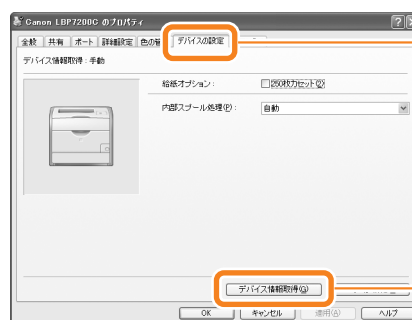 Canon LBP7200C のプロパティ
全般 共有 ポート 詳細設定 色の管 デバイスの設定
デバイス情報取得 : 手動
給紙オプション : 250枚カセット(2)
内部スプール処理(P) : 自動
デバイス情報取得(G)
OK キャンセル 適用(A) ヘルプ